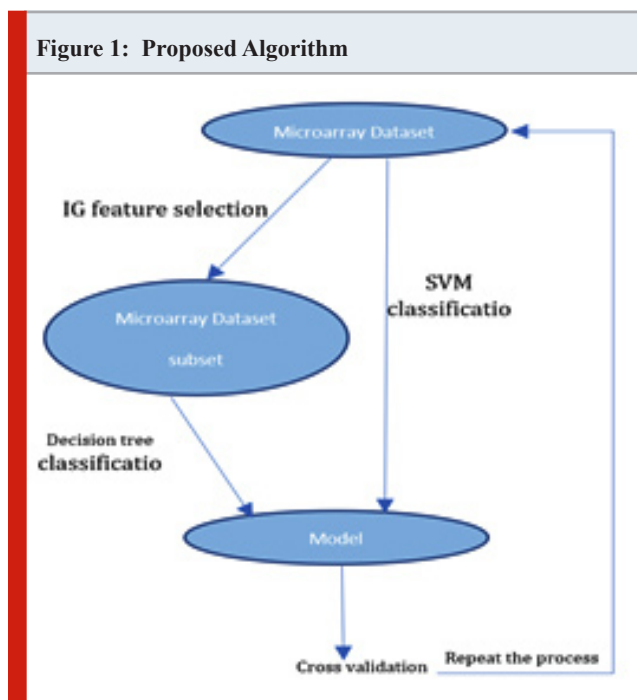 Figure 1: Proposed Algorithm
Microarray Dataset
IG feature selection
SVM
classificatio
Microarray Dataset
subset
Decision tree
classificatio
Model
Cross validation
Repeat the process